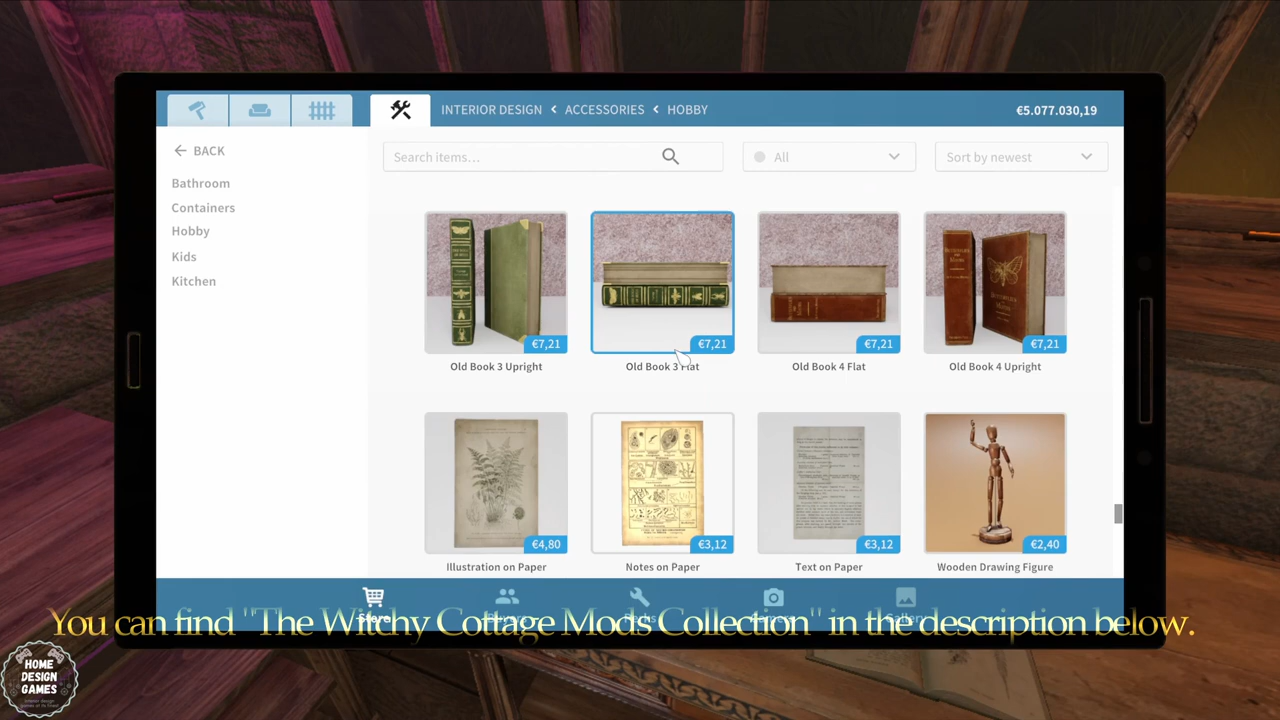 INTERIOR DESIGN < ACCESSORIES < HOBBY
€5.077.030,19
BACK
Bathroom
Containers
Hobby
Kids
Kitchen
Search items...
All
Sort by newest
€7,21
€7,21
€7,21
€7,21
Old Book 3 Upright
Old Book 3 Flat
Old Book 4 Flat
Old Book 4 Upright
€4,80
€3,12
€3,12
€2,40
Illustration on Paper
Notes on Paper
Text on Paper
Wooden Drawing Figure
Store
You can find "The Witchy Cottage Mods Collection" in the description below.
HOME
DESIGN
GAMES